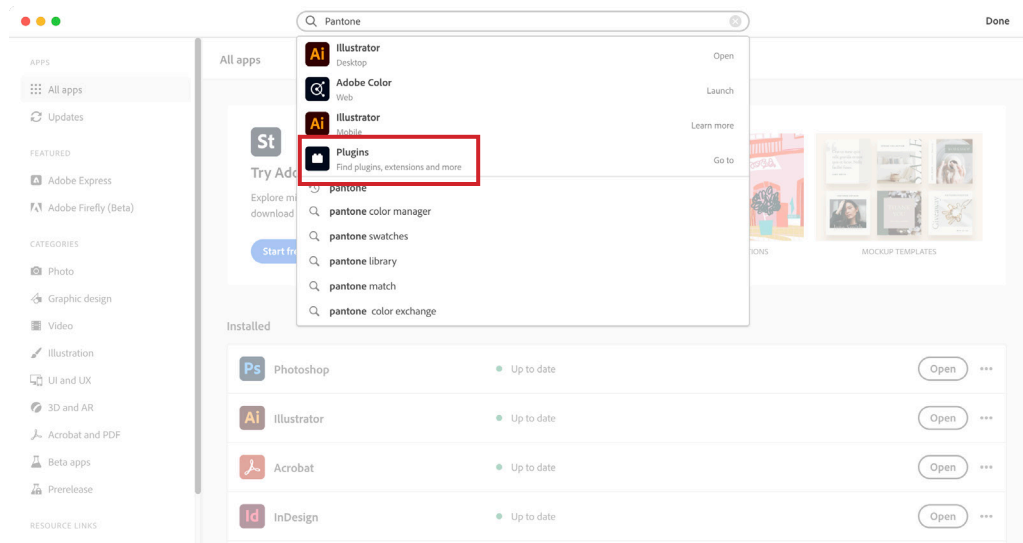 Pantone
Done
APPS
All apps
Updates
FEATURED
Adobe Express
Adobe Firefly (Beta)
CATEGORIES
Photo
Graphic design
Video
Illustration
UI and UX
3D and AR
Acrobat and PDF
Beta apps
Prerelease
RESOURCE LINKS
All apps
Ai Illustrator
Desktop
Open
Adobe Color
Web
Launch
Ai Illustrator
Mobile
Learn more
Plugins
Find plugins, extensions and more
Go to
pantone
pantone color manager
pantone swatches
pantone library
pantone match
pantone color exchange
St
Try Ado
Explore mi
download
Start fre
IONS
MOCKUP TEMPLATES
Installed
Ps Photoshop Up to date Open
Ai Illustrator Up to date Open
Acrobat Up to date Open
Id InDesign Up to date Open